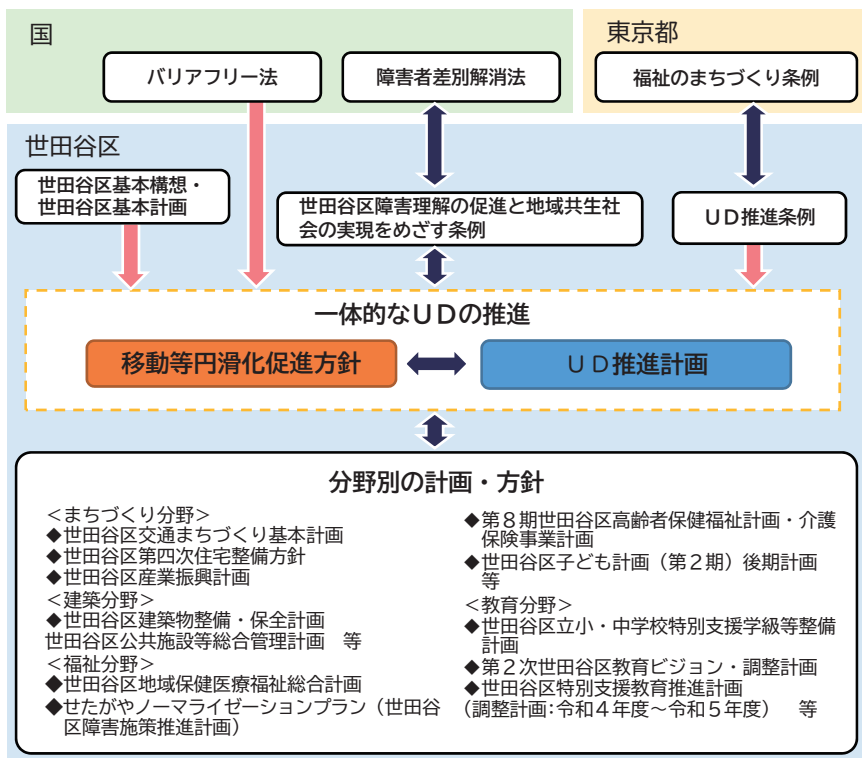 国
東京都
バリアフリー法
障害者差別解消法
福祉のまちづくり条例
世田谷区
世田谷区基本構想・
世田谷区基本計画
世田谷区障害理解の促進と地域共生社
会の実現をめざす条例
ＵＤ推進条例
一体的なＵＤの推進
移動等円滑化促進方針
ＵＤ推進計画
分野別の計画・方針
＜まちづくり分野＞
◆世田谷区交通まちづくり基本計画
◆世田谷区第四次住宅整備方針
◆世田谷区産業振興計画
＜建築分野＞
◆世田谷区建築物整備・保全計画
世田谷区公共施設等総合管理計画　等
＜福祉分野＞
◆世田谷区地域保健医療福祉総合計画
◆せたがやノーマライゼーションプラン（世田谷
区障害施策推進計画）
◆第８期世田谷区高齢者保健福祉計画・介護
保険事業計画
◆世田谷区子ども計画（第２期）後期計画
等
＜教育分野＞
◆世田谷区立小・中学校特別支援学級等整備
計画
◆第２次世田谷区教育ビジョン・調整計画
◆世田谷区特別支援教育推進計画
（調整計画：令和４年度～令和５年度）　等